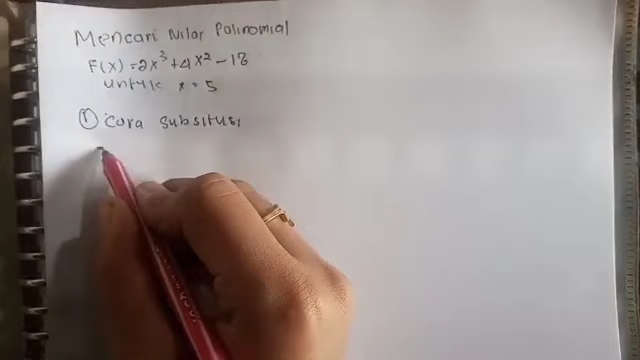 Mencari Nilai Polinomial
F(x) = 2x³ + 4x² - 18
untuk x = 5
① Cara Subsitusi